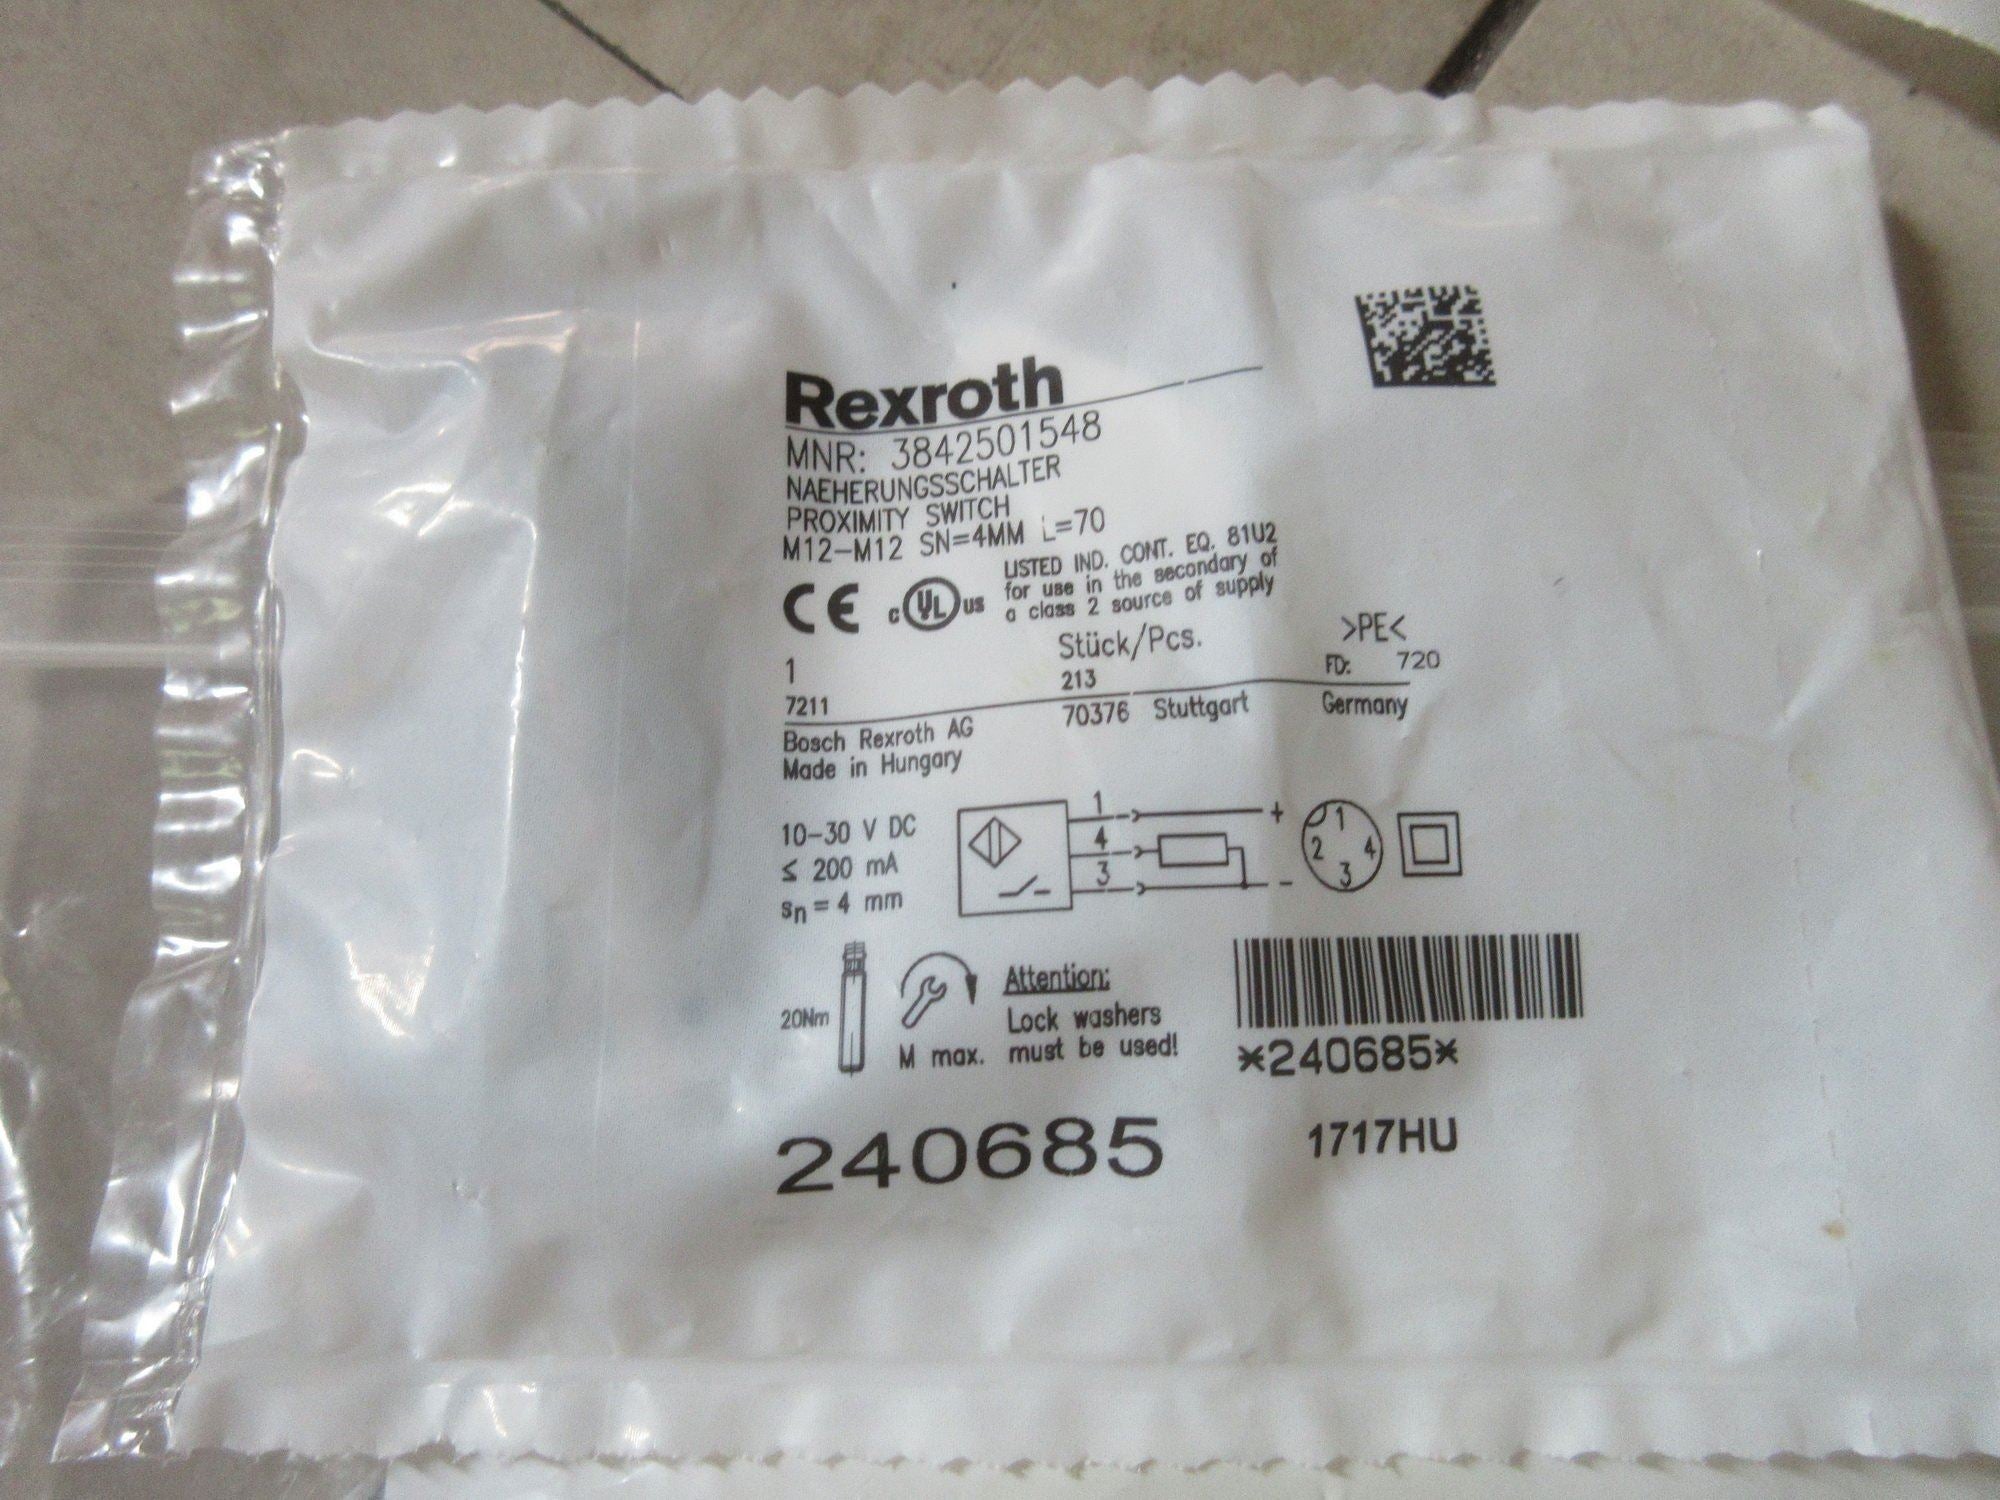 Rexroth
MNR: 3842501548
NAEHERUNGSSCHALTER
PROXIMITY SWITCH
M12-M12 SN=4MM L=70
CE c UL us LISTED IND. CONT. EQ. 81U2
for use in the secondary of
a class 2 source of supply
1 Stück/Pcs. >PE<
7211 213 FD: 720
Bosch Rexroth AG 70376 Stuttgart Germany
Made in Hungary
10-30 V DC
≤ 200 mA
sn = 4 mm
1 +
4
3 -
1
2 4
3
20Nm
M max.
Attention:
Lock washers
must be used!
*240685*
240685
1717HU